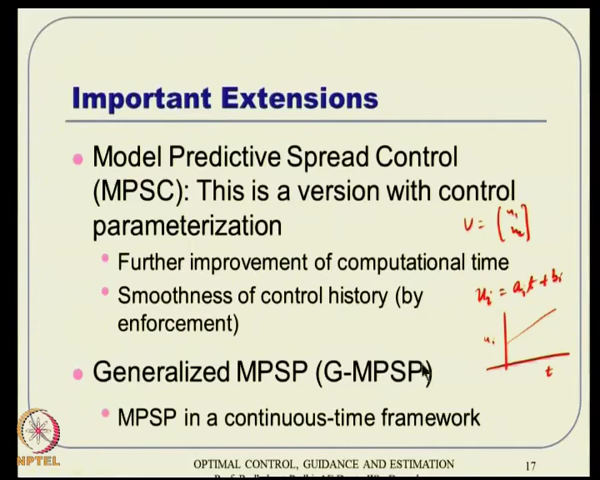 Important Extensions
Model Predictive Spread Control
(MPSC): This is a version with control
parameterization
U = [u₁
u₂]
Further improvement of computational time
Smoothness of control history (by
enforcement)
uᵢ = aᵢt + bᵢ
uᵢ
t
Generalized MPSP (G-MPSP)
MPSP in a continuous-time framework
NPTEL
OPTIMAL CONTROL, GUIDANCE AND ESTIMATION
17